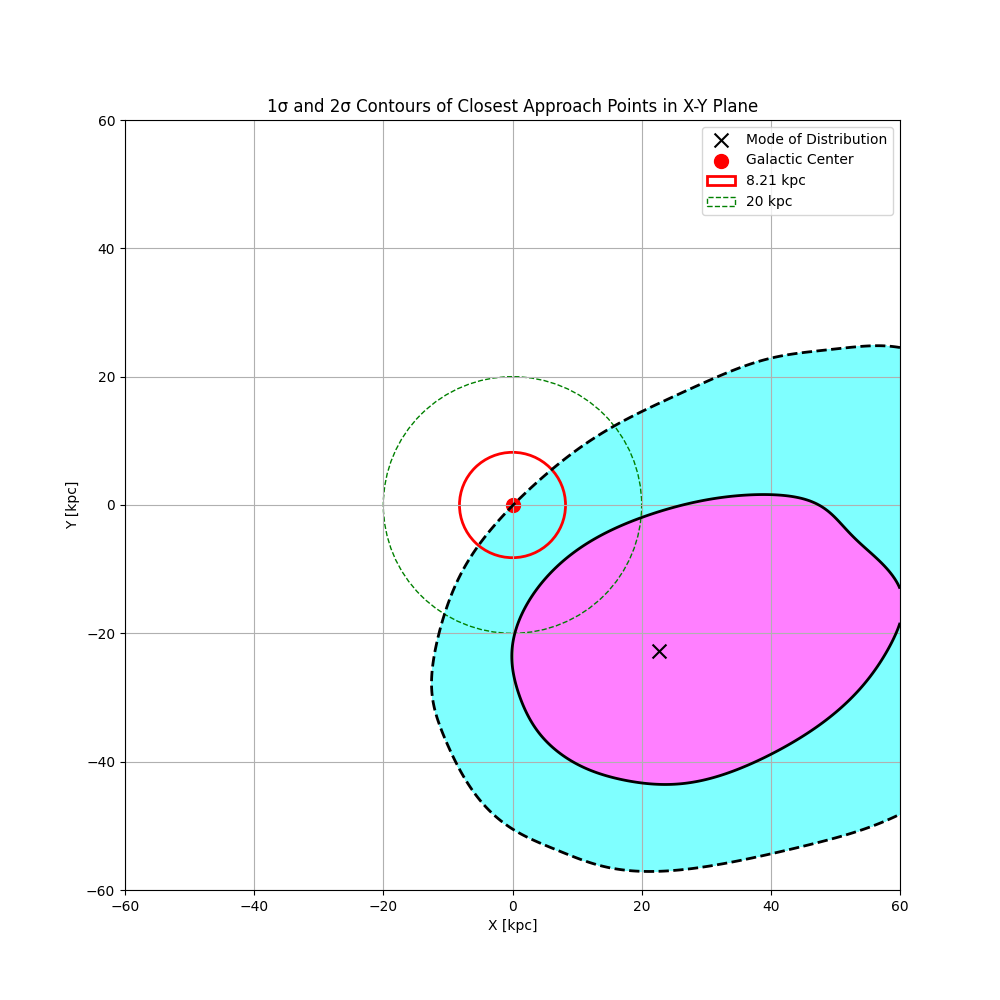 1σ and 2σ Contours of Closest Approach Points in X-Y Plane
Mode of Distribution
Galactic Center
8.21 kpc
20 kpc
60
40
20
0
−20
−40
−60
Y [kpc]
−60 −40 −20 0 20 40 60
X [kpc]